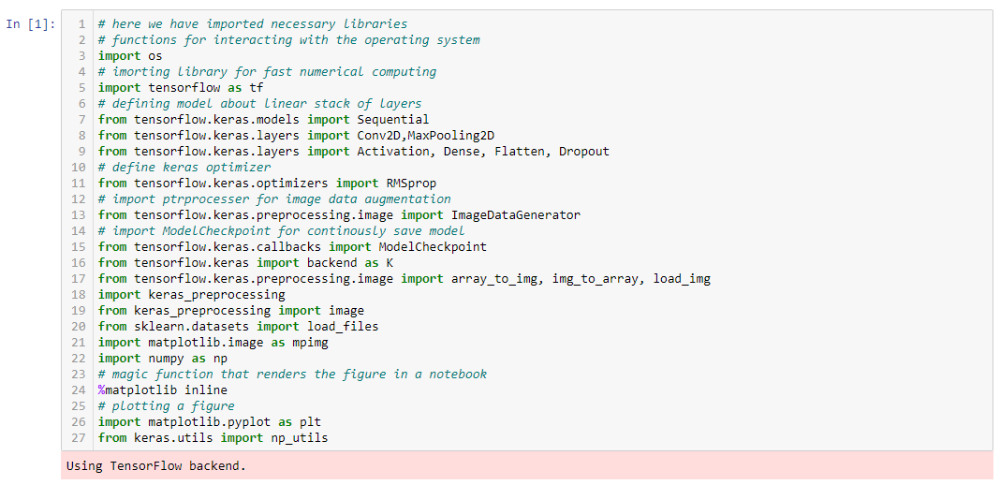 In [1]:
1 # here we have imported necessary libraries
2 # functions for interacting with the operating system
3 import os
4 # imorting library for fast numerical computing
5 import tensorflow as tf
6 # defining model about linear stack of layers
7 from tensorflow.keras.models import Sequential
8 from tensorflow.keras.layers import Conv2D,MaxPooling2D
9 from tensorflow.keras.layers import Activation, Dense, Flatten, Dropout
10 # define keras optimizer
11 from tensorflow.keras.optimizers import RMSprop
12 # import ptrprocesser for image data augmentation
13 from tensorflow.keras.preprocessing.image import ImageDataGenerator
14 # import ModelCheckpoint for continously save model
15 from tensorflow.keras.callbacks import ModelCheckpoint
16 from tensorflow.keras import backend as K
17 from tensorflow.keras.preprocessing.image import array_to_img, img_to_array, load_img
18 import keras_preprocessing
19 from keras_preprocessing import image
20 from sklearn.datasets import load_files
21 import matplotlib.image as mpimg
22 import numpy as np
23 # magic function that renders the figure in a notebook
24 %matplotlib inline
25 # plotting a figure
26 import matplotlib.pyplot as plt
27 from keras.utils import np_utils
Using TensorFlow backend.